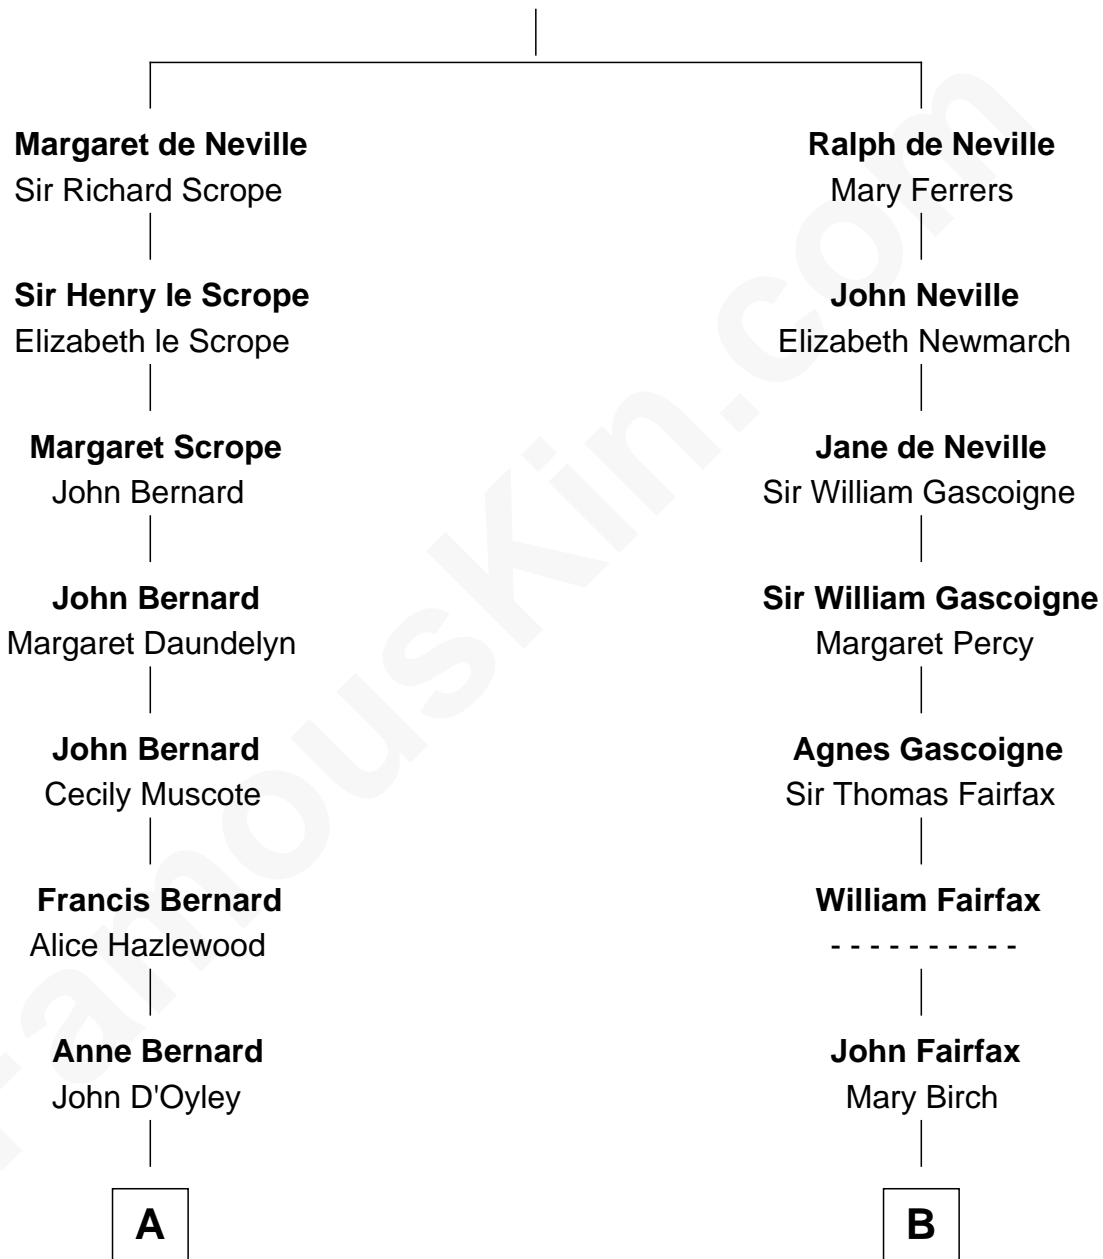 Margaret de Neville
Sir Richard Scrope
Ralph de Neville
Mary Ferrers
Sir Henry le Scrope
Elizabeth le Scrope
John Neville
Elizabeth Newmarch
Margaret Scrope
John Bernard
Jane de Neville
Sir William Gascoigne
John Bernard
Margaret Daundelyn
Sir William Gascoigne
Margaret Percy
John Bernard
Cecily Muscote
Agnes Gascoigne
Sir Thomas Fairfax
Francis Bernard
Alice Hazlewood
William Fairfax
- - - - - - - - - -
Anne Bernard
John D'Oyley
John Fairfax
Mary Birch
A
B
FamousKin.com